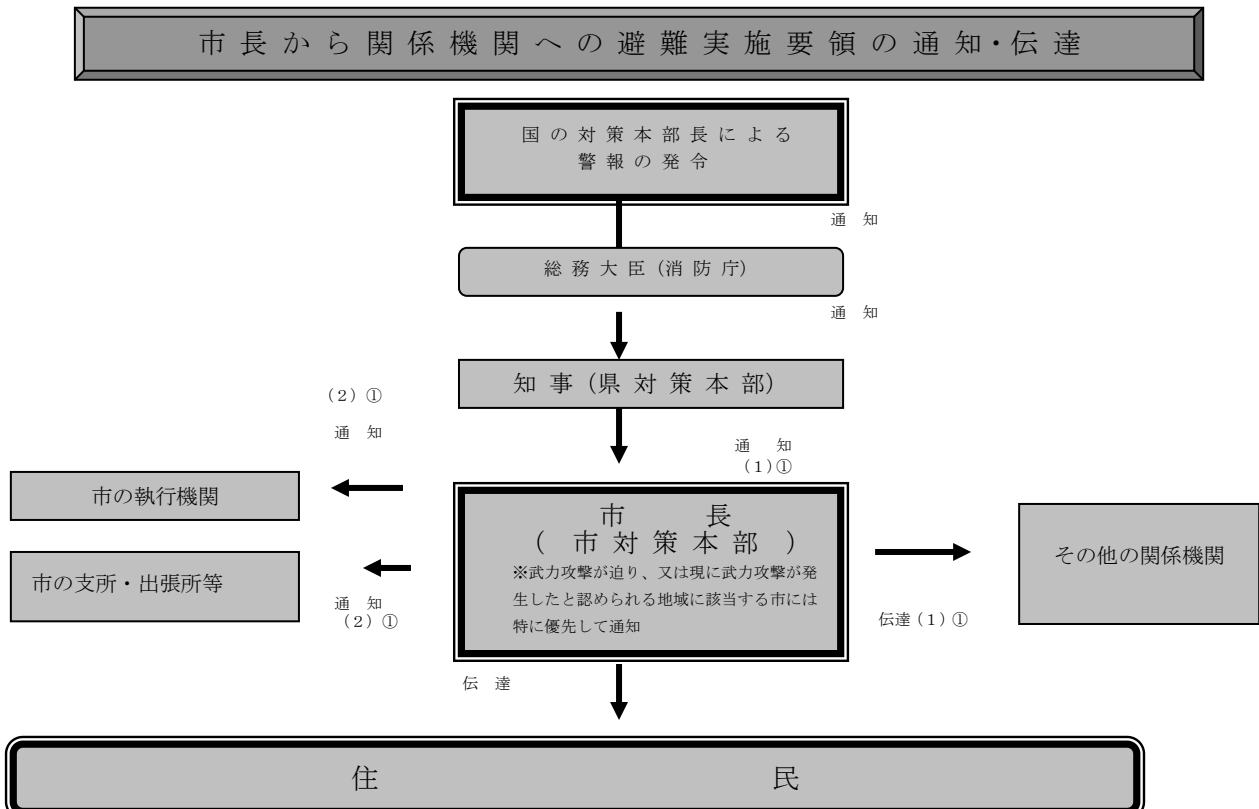 市長から関係機関への避難実施要領の通知・伝達
国の対策本部長による
警報の発令
通知
総務大臣(消防庁)
通知
知事(県対策本部)
(2)①
通知
通知
(1)①
市の執行機関
市長
(市対策本部)
※武力攻撃が迫り、又は現に武力攻撃が発
生したと認められる地域に該当する市には
特に優先して通知
その他の関係機関
市の支所・出張所等
通知
(2)①
伝達(1)①
伝達
住民